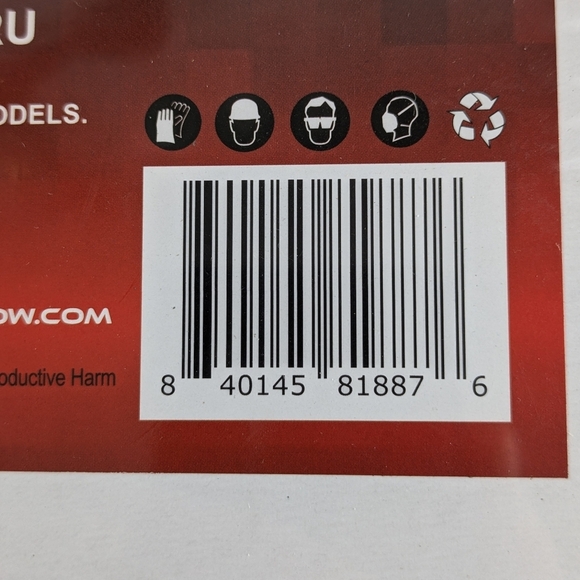 RU
ODELS.
OW.COM
oductive Harm
8 40145 81887 6